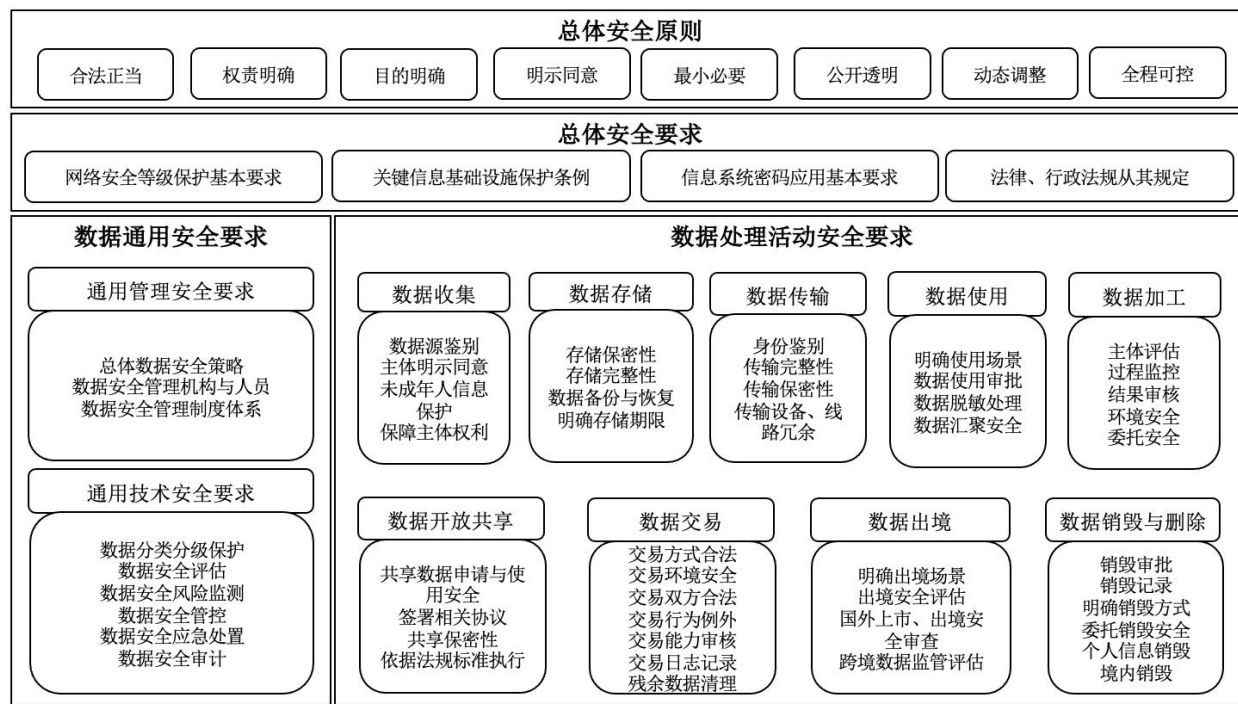 总体安全原则
合法正当
权责明确
目的明确
明示同意
最小必要
公开透明
动态调整
全程可控
总体安全要求
网络安全等级保护基本要求
关键信息基础设施保护条例
信息系统密码应用基本要求
法律、行政法规从其规定
数据通用安全要求
通用管理安全要求
总体数据安全策略
数据安全管理机构与人员
数据安全管理制度体系
通用技术安全要求
数据分类分级保护
数据安全评估
数据安全风险监测
数据安全管控
数据安全应急处置
数据安全审计
数据处理活动安全要求
数据收集
数据源鉴别
主体明示同意
未成年人信息
保护
保障主体权利
数据存储
存储保密性
存储完整性
数据备份与恢复
明确存储期限
数据传输
身份鉴别
传输完整性
传输保密性
传输设备、线
路冗余
数据使用
明确使用场景
数据使用审批
数据脱敏处理
数据汇聚安全
数据加工
主体评估
过程监控
结果审核
环境安全
委托安全
数据开放共享
共享数据申请与使
用安全
签署相关协议
共享保密性
依据法规标准执行
数据交易
交易方式合法
交易环境安全
交易双方合法
交易行为例外
交易能力审核
交易日志记录
残余数据清理
数据出境
明确出境场景
出境安全评估
国外上市、出境安
全审查
跨境数据监管评估
数据销毁与删除
销毁审批
销毁记录
明确销毁方式
委托销毁安全
个人信息销毁
境内销毁